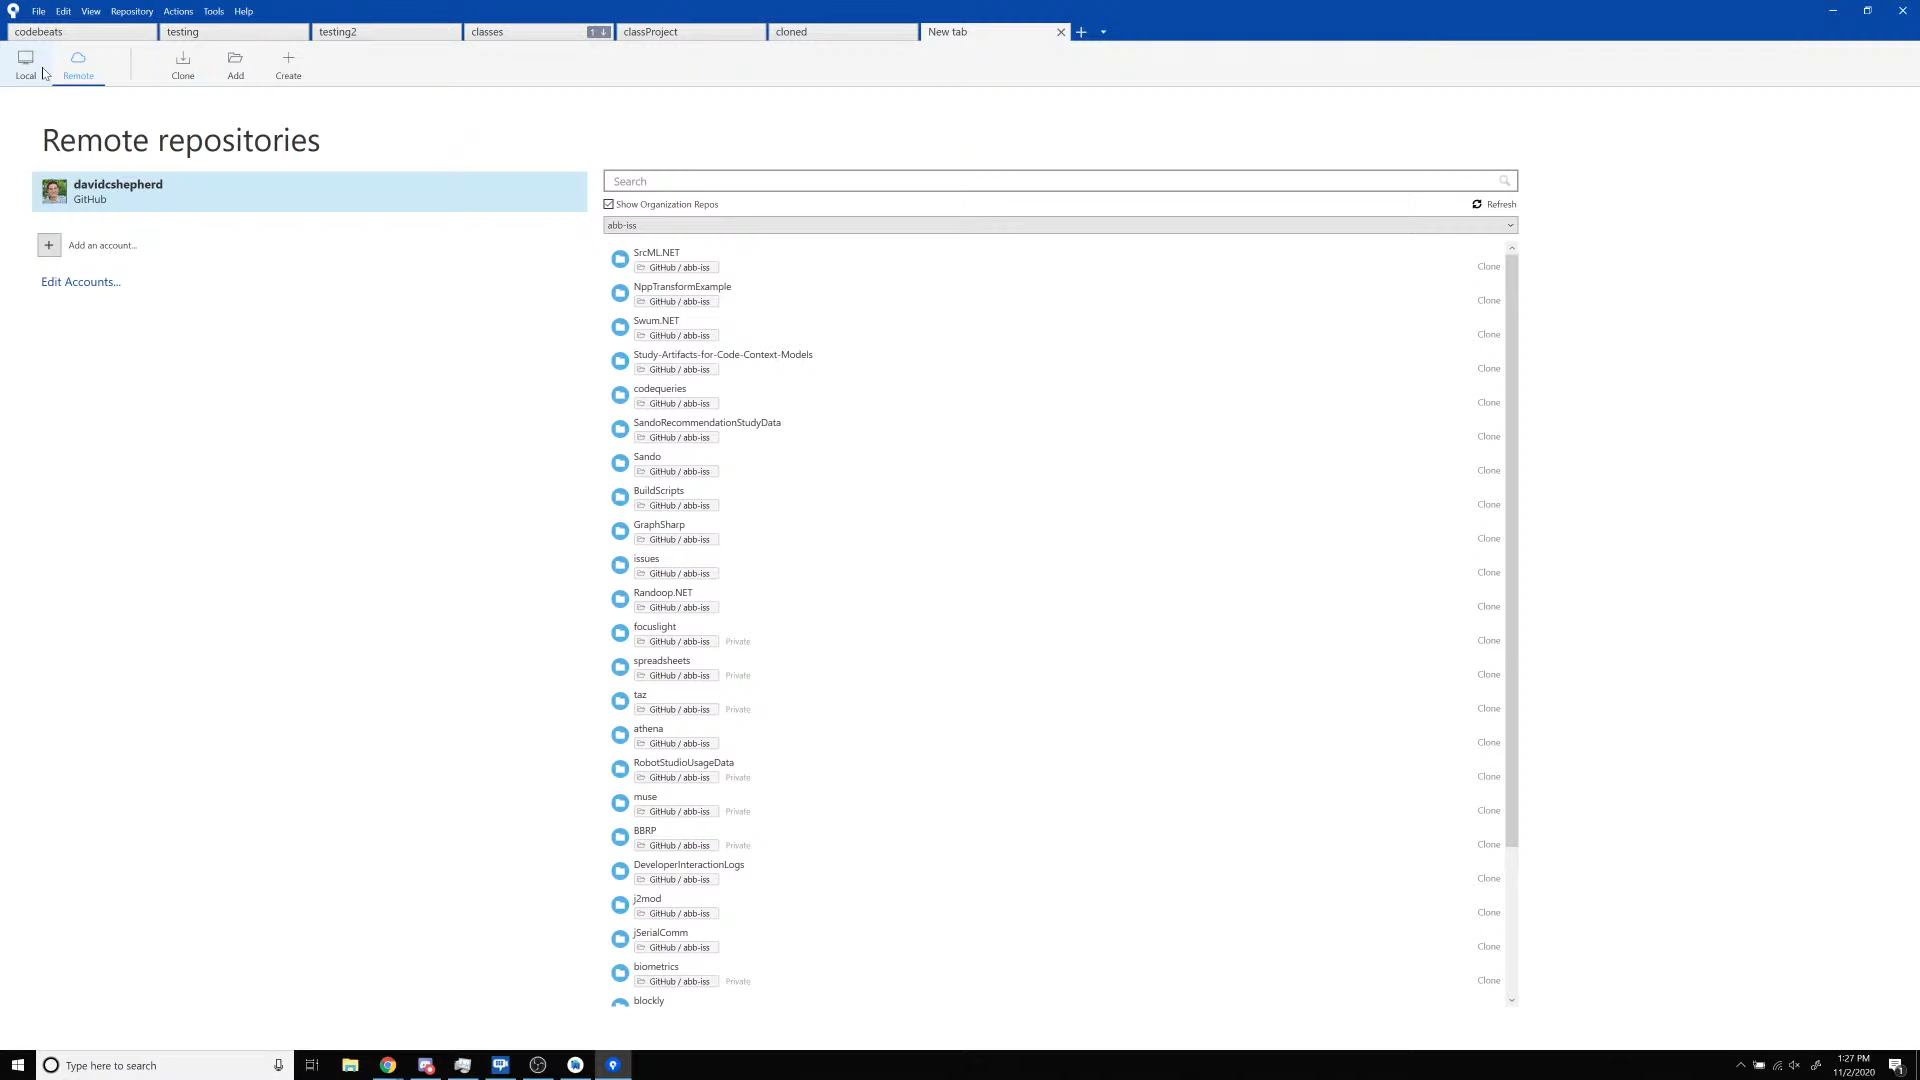 File Edit View Repository Actions Tools Help
codebeats testing testing2 classes 1 classProject cloned New tab
Local Remote Clone Add Create
Remote repositories
davidcshepherd
GitHub
Add an account...
Edit Accounts...
Search
Show Organization Repos Refresh
abb-iss
SrcML.NET
GitHub / abb-iss Clone
NppTransformExample
GitHub / abb-iss Clone
Swum.NET
GitHub / abb-iss Clone
Study-Artifacts-for-Code-Context-Models
GitHub / abb-iss Clone
codequeries
GitHub / abb-iss Clone
SandoRecommendationStudyData
GitHub / abb-iss Clone
Sando
GitHub / abb-iss Clone
BuildScripts
GitHub / abb-iss Clone
GraphSharp
GitHub / abb-iss Clone
issues
GitHub / abb-iss Clone
Randoop.NET
GitHub / abb-iss Clone
focuslight
GitHub / abb-iss Private Clone
spreadsheets
GitHub / abb-iss Private Clone
taz
GitHub / abb-iss Private Clone
athena
GitHub / abb-iss Clone
RobotStudioUsageData
GitHub / abb-iss Private Clone
muse
GitHub / abb-iss Private Clone
BBRP
GitHub / abb-iss Private Clone
DeveloperInteractionLogs
GitHub / abb-iss Clone
j2mod
GitHub / abb-iss Clone
jSerialComm
GitHub / abb-iss Clone
biometrics
GitHub / abb-iss Private Clone
blockly
Type here to search
1:27 PM
11/2/2020
1